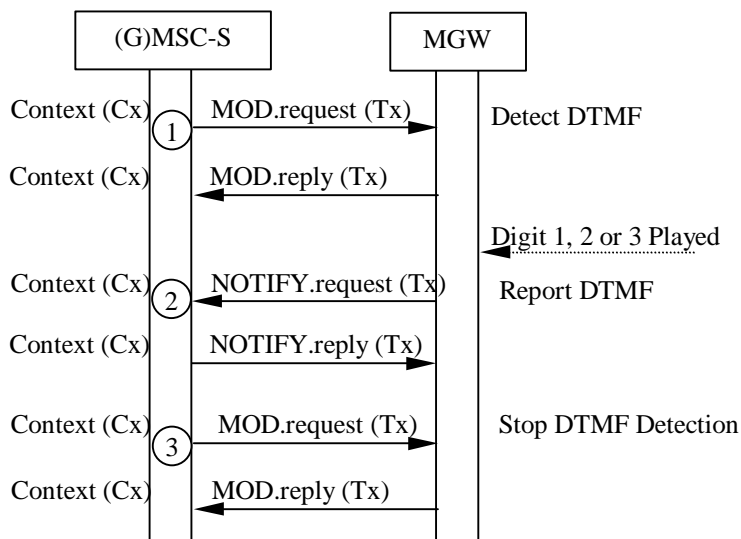 (G)MSC-S MGW
Context (Cx) 1 MOD.request (Tx) Detect DTMF
Context (Cx) MOD.reply (Tx)
Digit 1, 2 or 3 Played
Context (Cx) 2 NOTIFY.request (Tx) Report DTMF
Context (Cx) NOTIFY.reply (Tx)
Context (Cx) 3 MOD.request (Tx) Stop DTMF Detection
Context (Cx) MOD.reply (Tx)